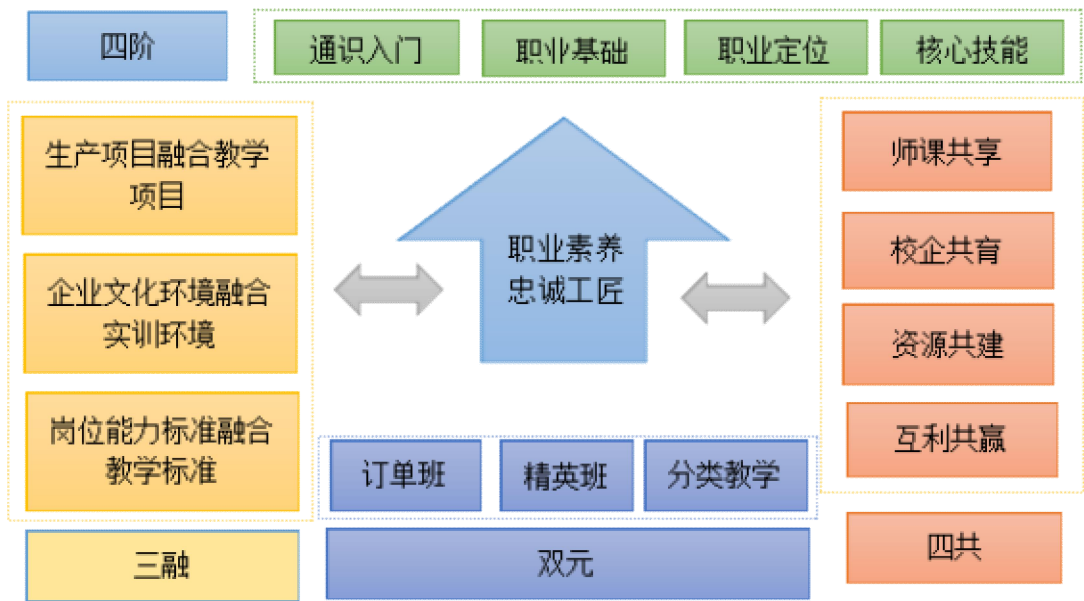 四阶
通识入门
职业基础
职业定位
核心技能
生产项目融合教学
项目
企业文化环境融合
实训环境
岗位能力标准融合
教学标准
三融
职业素养
忠诚工匠
订单班
精英班
分类教学
双元
师课共享
校企共育
资源共建
互利共赢
四共